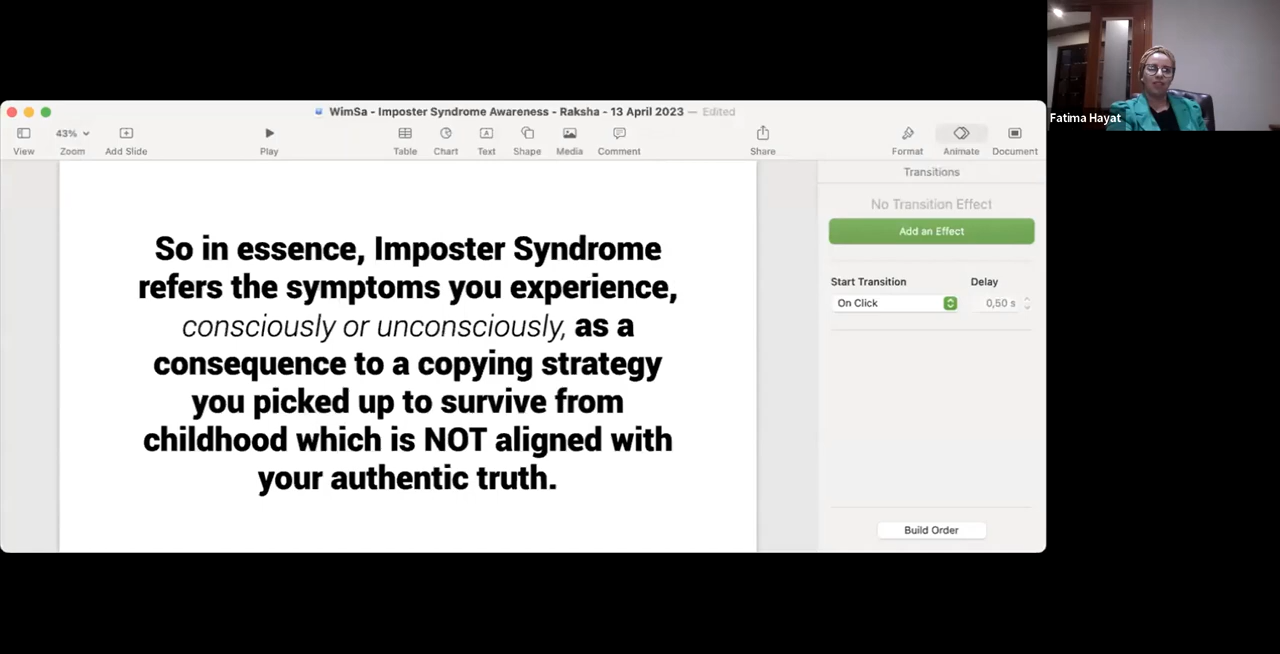 WimSa - Imposter Syndrome Awareness - Raksha - 13 April 2023 — Edited
43%
View Zoom Add Slide Play Table Chart Text Shape Media Comment Share Format Animate Document
So in essence, Imposter Syndrome
refers the symptoms you experience,
consciously or unconsciously, as a
consequence to a copying strategy
you picked up to survive from
childhood which is NOT aligned with
your authentic truth.
Transitions
No Transition Effect
Add an Effect
Start Transition Delay
On Click 0,50 s
Build Order
Fatima Hayat